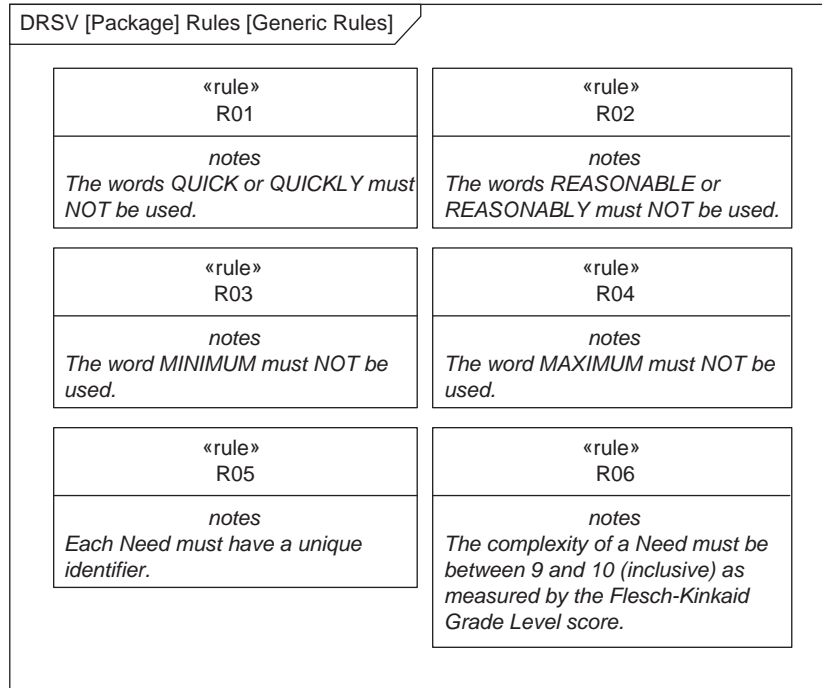 DRSV [Package] Rules [Generic Rules]
«rule»
R01
notes
The words QUICK or QUICKLY must
NOT be used.
«rule»
R02
notes
The words REASONABLE or
REASONABLY must NOT be used.
«rule»
R03
notes
The word MINIMUM must NOT be
used.
«rule»
R04
notes
The word MAXIMUM must NOT be
used.
«rule»
R05
notes
Each Need must have a unique
identifier.
«rule»
R06
notes
The complexity of a Need must be
between 9 and 10 (inclusive) as
measured by the Flesch-Kinkaid
Grade Level score.